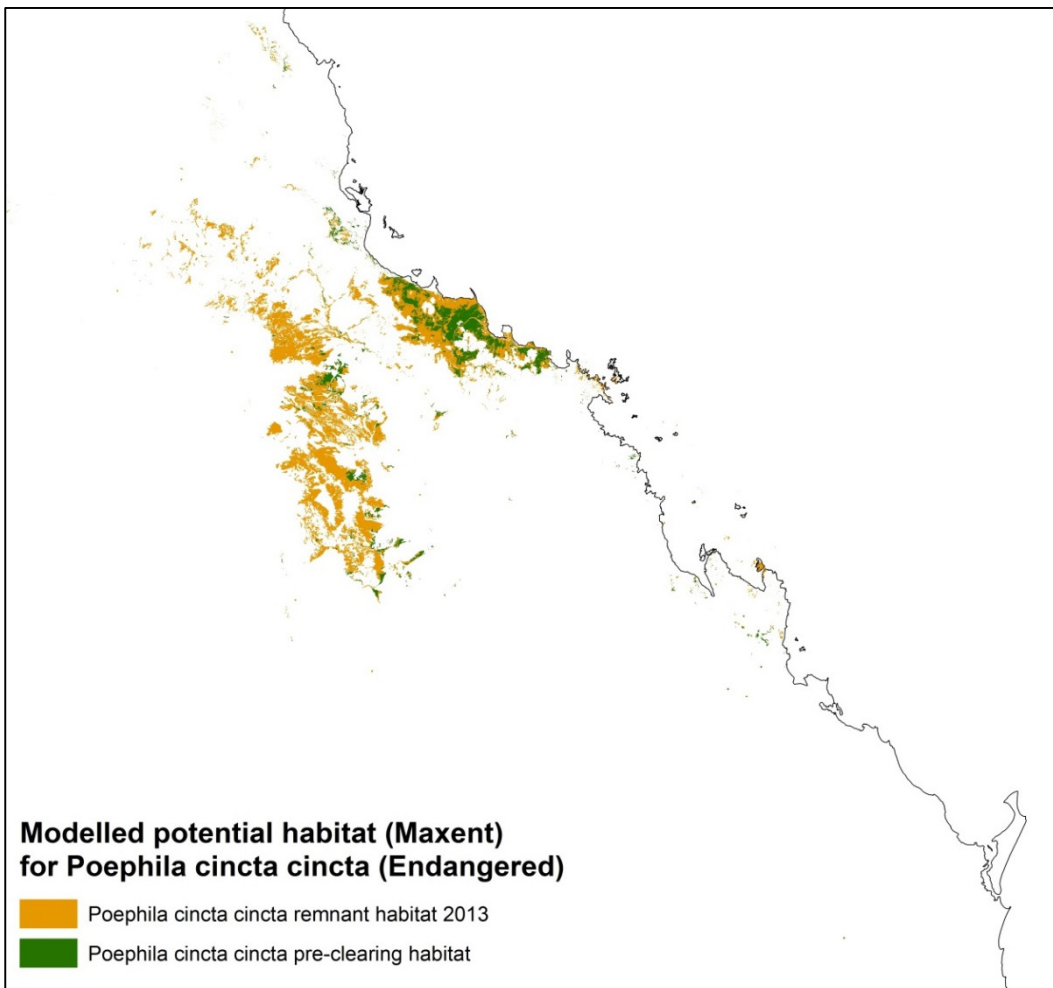 Modelled potential habitat (Maxent)
for Poephila cincta cincta (Endangered)
Poephila cincta cincta remnant habitat 2013
Poephila cincta cincta pre-clearing habitat